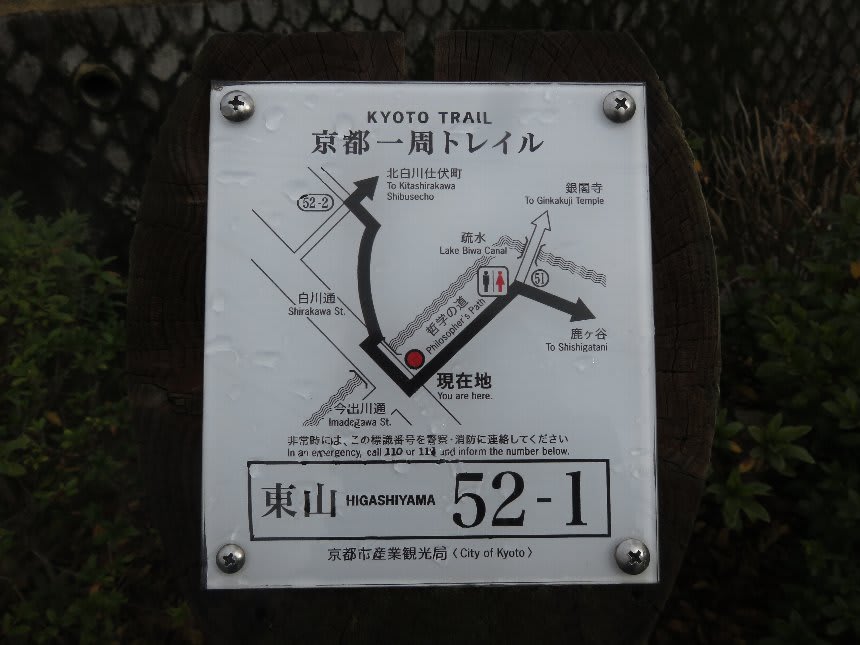 KYOTO TRAIL
京都一周トレイル
北白川仕伏町
To Kitashirakawa
Shibusecho
52-2
銀閣寺
To Ginkakuji Temple
疏水
Lake Biwa Canal
51
白川通
Shirakawa St.
哲学の道
Philosopher's Path
鹿ヶ谷
To Shishigatani
現在地
You are here.
今出川通
Imadegawa St.
非常時には、この標識番号を警察・消防に連絡してください
In an emergency, call 110 or 119 and inform the number below.
東山 HIGASHIYAMA 52-1
京都市産業観光局〈City of Kyoto〉